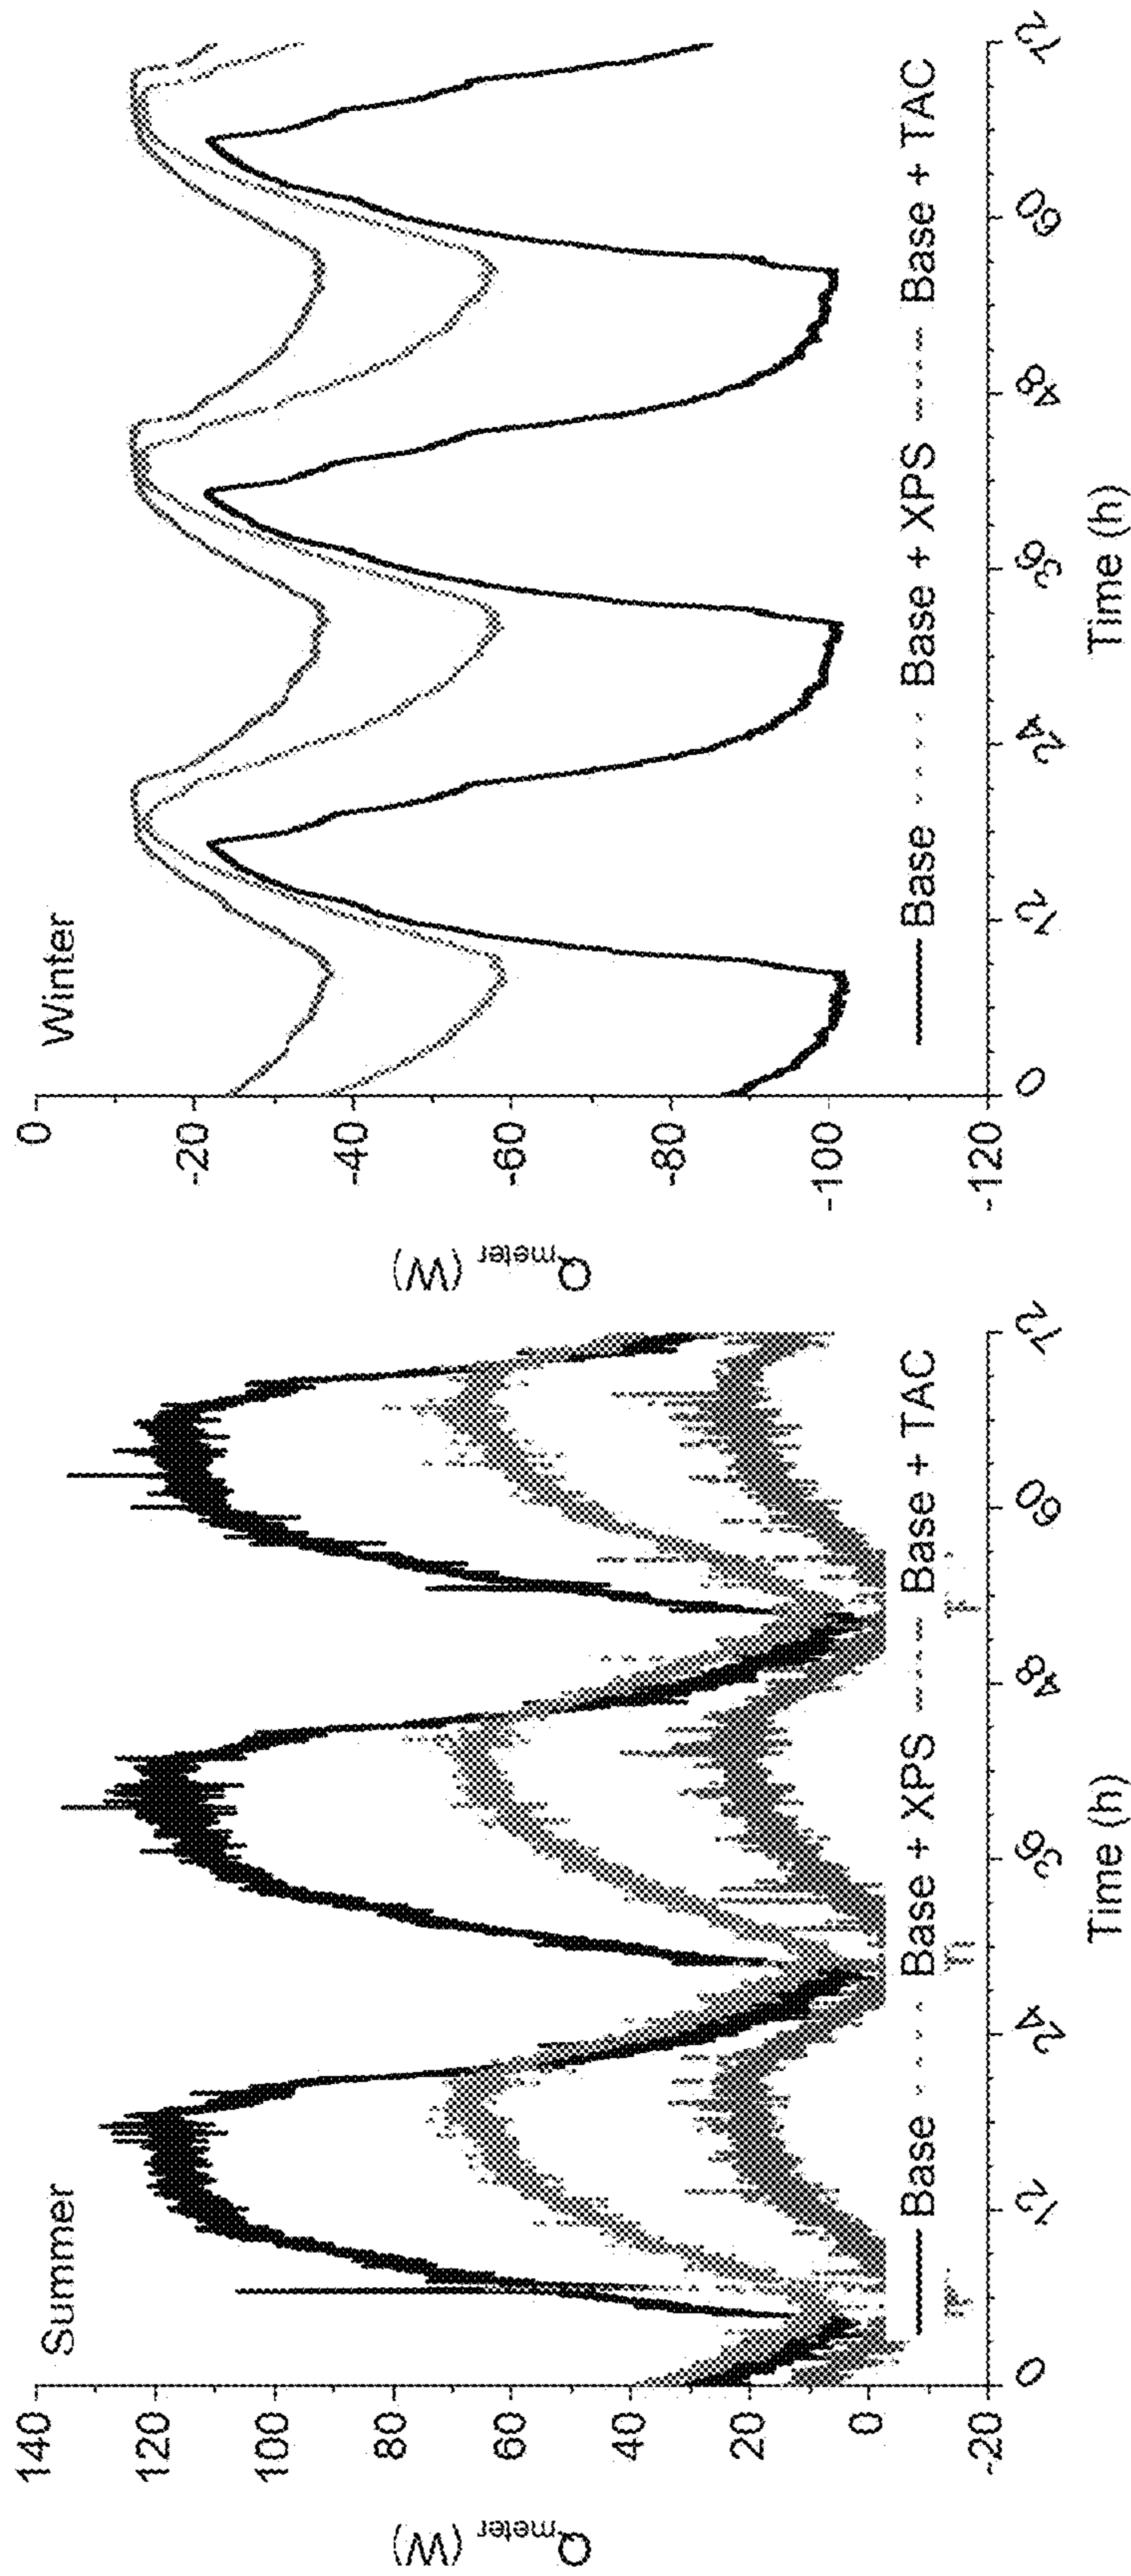 Summer
Q meter (W)
140
120
100
80
60
40
20
0
-20
0 12 24 36 48 60 72
Time (h)
Base Base + XPS Base + TAC
Winter
Q meter (W)
0
-20
-40
-60
-80
-100
-120
0 12 24 36 48 60 72
Time (h)
Base Base + XPS Base + TAC